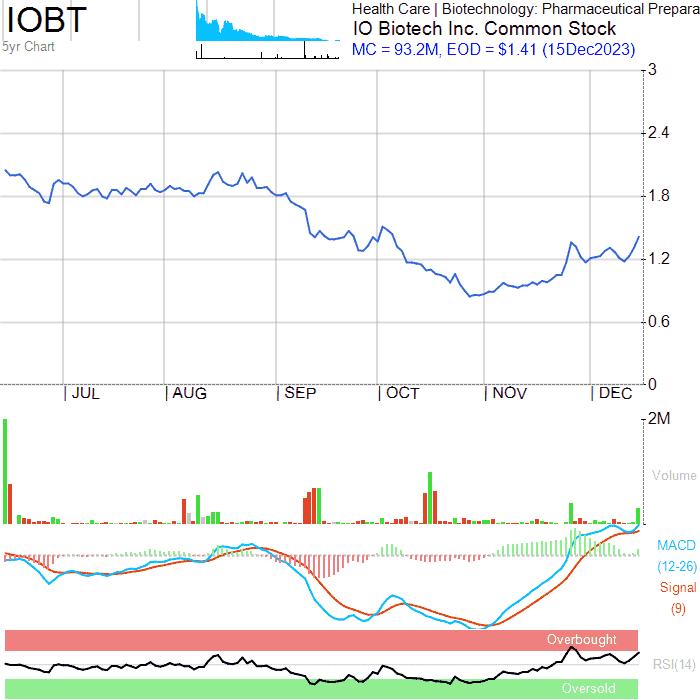 IOBT
5yr Chart
Health Care | Biotechnology: Pharmaceutical Prepara
IO Biotech Inc. Common Stock
MC = 93.2M, EOD = $1.41 (15Dec2023)
3
2.4
1.8
1.2
0.6
0
JUL AUG SEP OCT NOV DEC
2M
Volume
MACD
(12-26)
Signal
(9)
Overbought
RSI(14)
Oversold